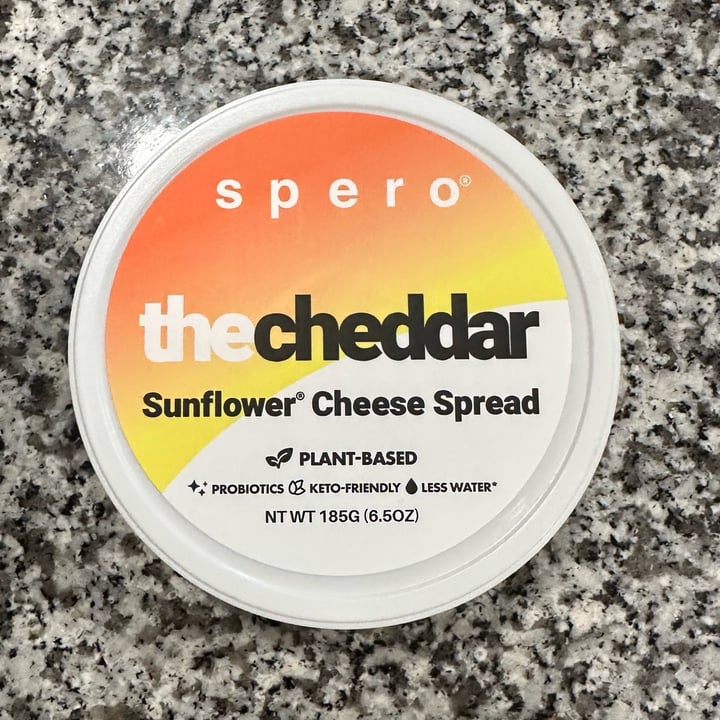 spero®
thecheddar
Sunflower® Cheese Spread
PLANT-BASED
PROBIOTICS KETO-FRIENDLY LESS WATER*
NT WT 185G (6.5OZ)